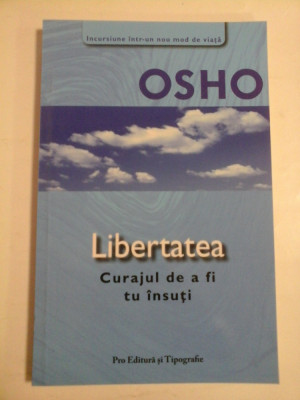 Incursiune într-un nou mod de viață
OSHO
Libertatea
Curajul de a fi
tu însuți
Pro Editură și Tipografie